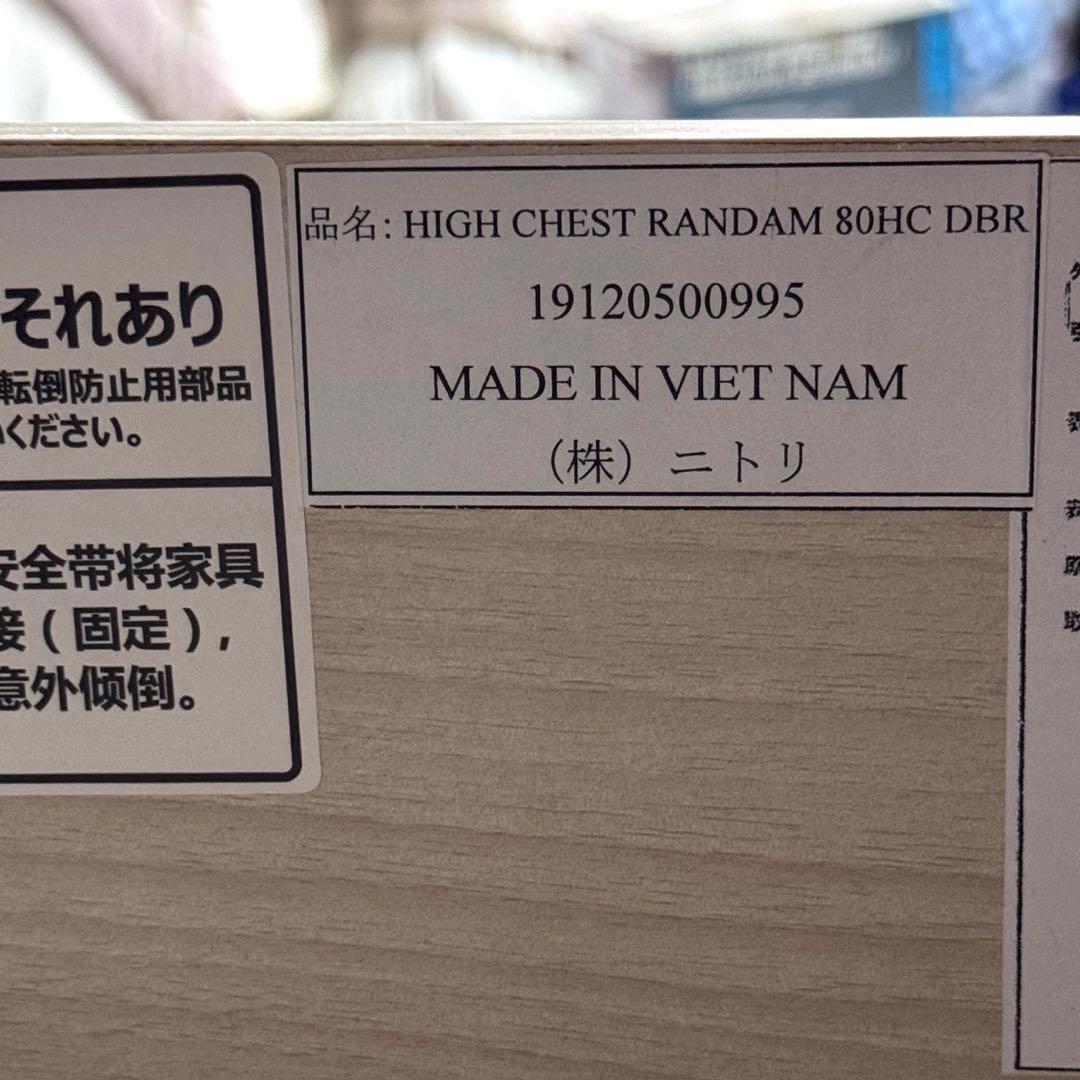 それあり
転倒防止用部品
ください。
安全带将家具
接(固定),
意外倾倒。
品名: HIGH CHEST RANDAM 80HC DBR
19120500995
MADE IN VIET NAM
(株) ニトリ